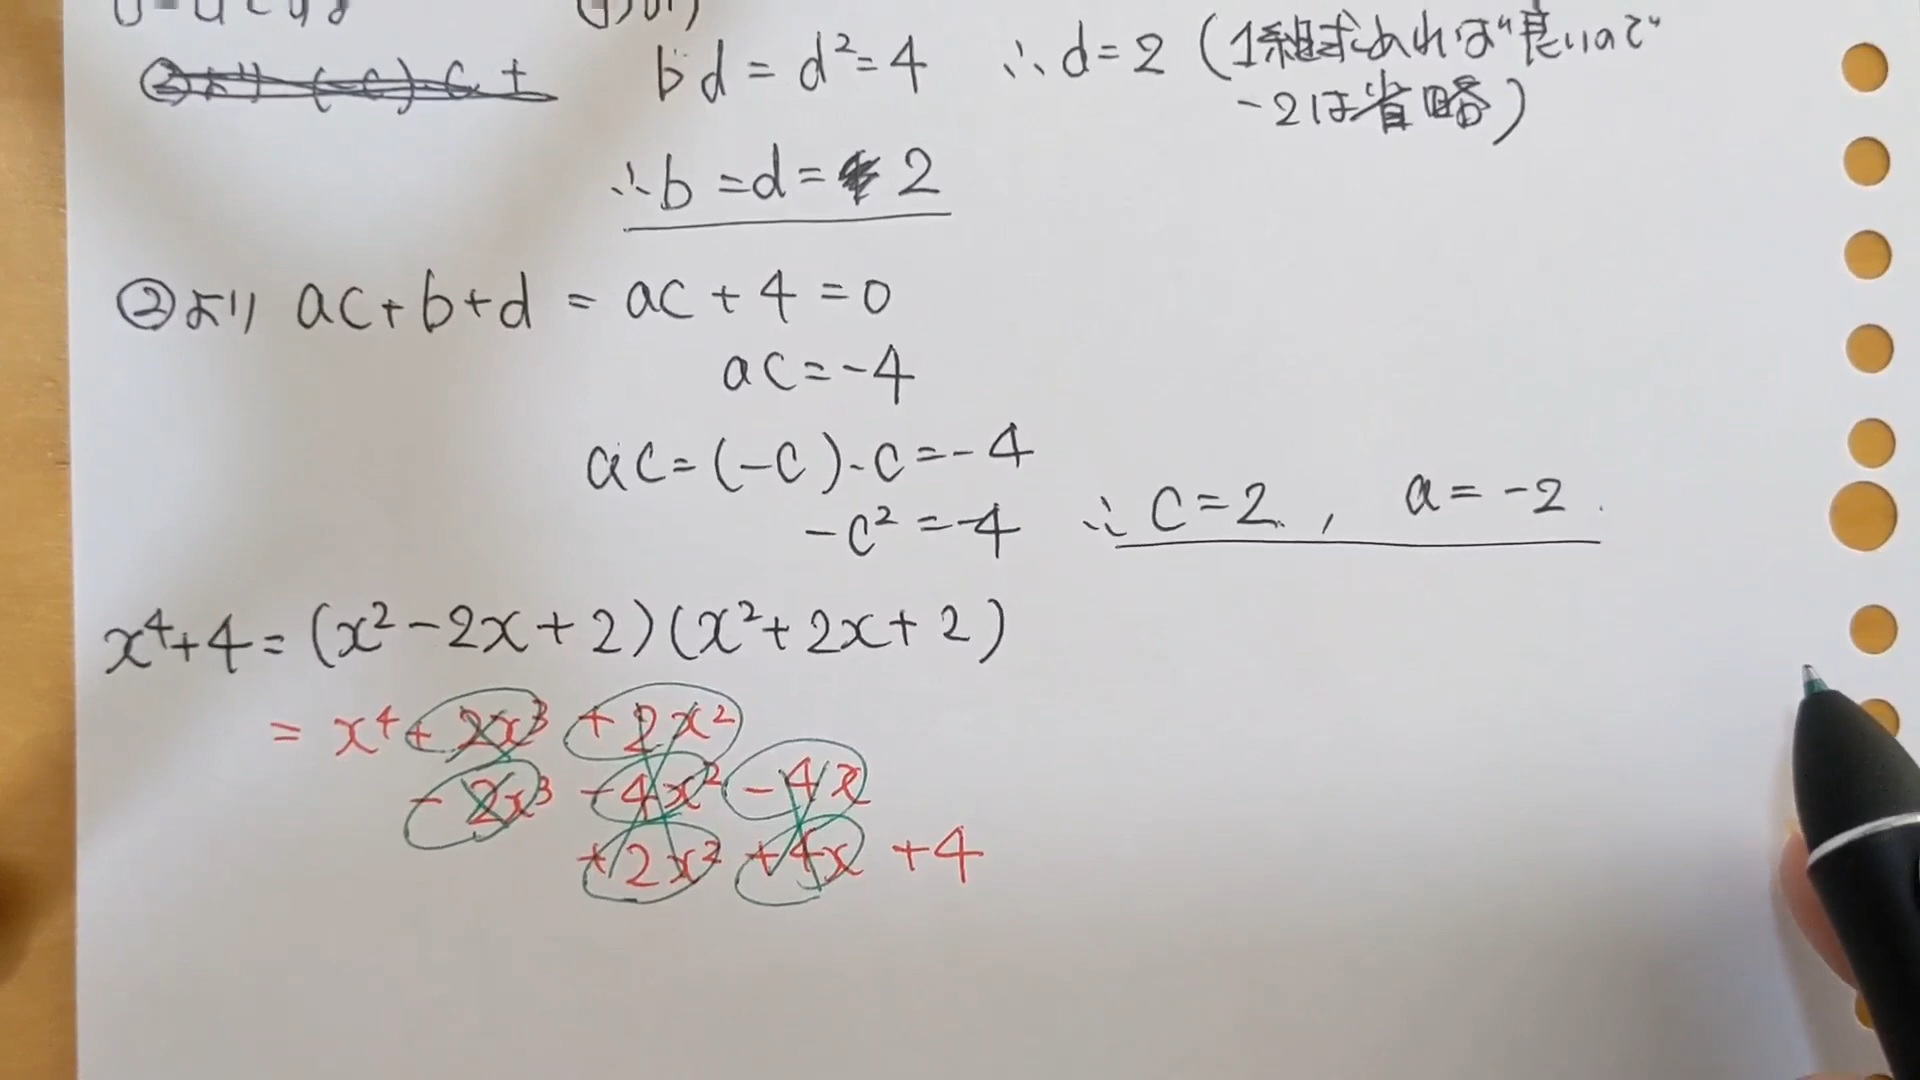 bd = d² = 4 ∴ d = 2 (1組求めれば良いので
-2は省略)
∴ b = d = 2
②より ac + b + d = ac + 4 = 0
ac = -4
ac = (-c)·c = -4
-c² = -4 ∴ c = 2, a = -2
x⁴ + 4 = (x² - 2x + 2)(x² + 2x + 2)
= x⁴ + 2x³ + 2x²
- 2x³ - 4x² - 4x
+ 2x² + 4x + 4